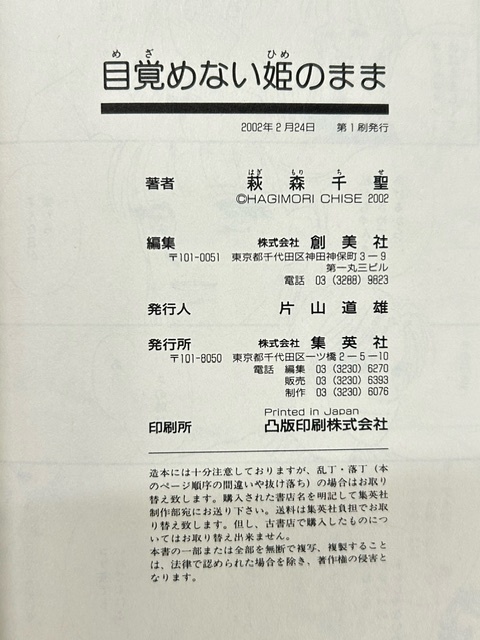 めざ ひめ
目覚めない姫のまま
2002年2月24日 第1刷発行
はぎ もり ち せ
著者 萩森千聖
©HAGIMORI CHISE 2002
編集 株式会社 創美社
〒101-0051 東京都千代田区神田神保町3-9
第一丸三ビル
電話 03(3288)9823
発行人 片山道雄
発行所 株式会社 集英社
〒101-8050 東京都千代田区一ツ橋2-5-10
電話 編集 03(3230)6270
販売 03(3230)6393
制作 03(3230)6076
Printed in Japan
印刷所 凸版印刷株式会社
造本には十分注意しておりますが、乱丁・落丁(本
のページ順序の間違いや抜け落ち)の場合はお取り
替え致します。購入された書店名を明記して集英社
制作部宛にお送り下さい。送料は集英社負担でお取
り替え致します。但し、古書店で購入したものにつ
いてはお取り替え出来ません。
本書の一部または全部を無断で複写、複製すること
は、法律で認められた場合を除き、著作権の侵害と
なります。